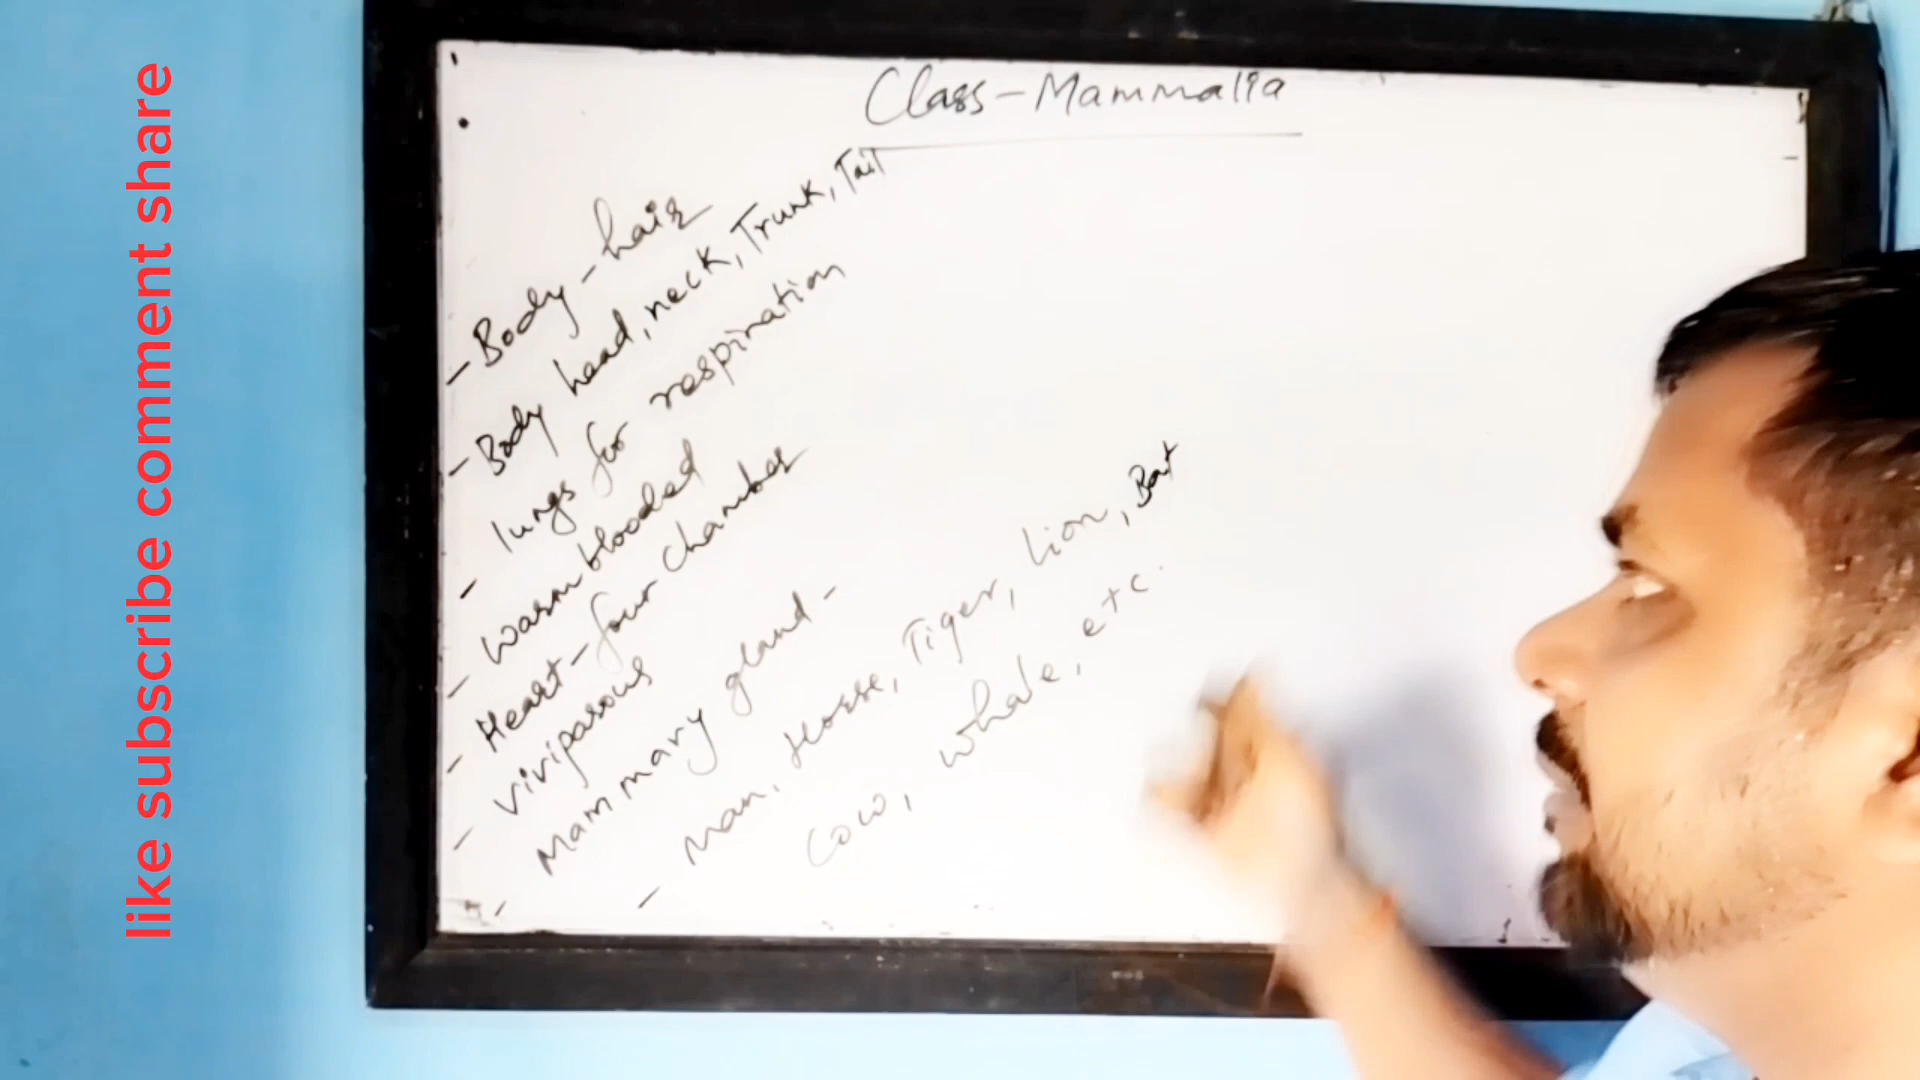 Class - Mammalia
- Body - hair
- Body head, neck, Trunk, Tail
- lungs for respiration
- Warm blooded
- Heart - four chamber
- Viviparous
- Mammary gland -
- Man, Horse, Tiger, Lion, Bat
Cow, whale, etc.
like subscribe comment share